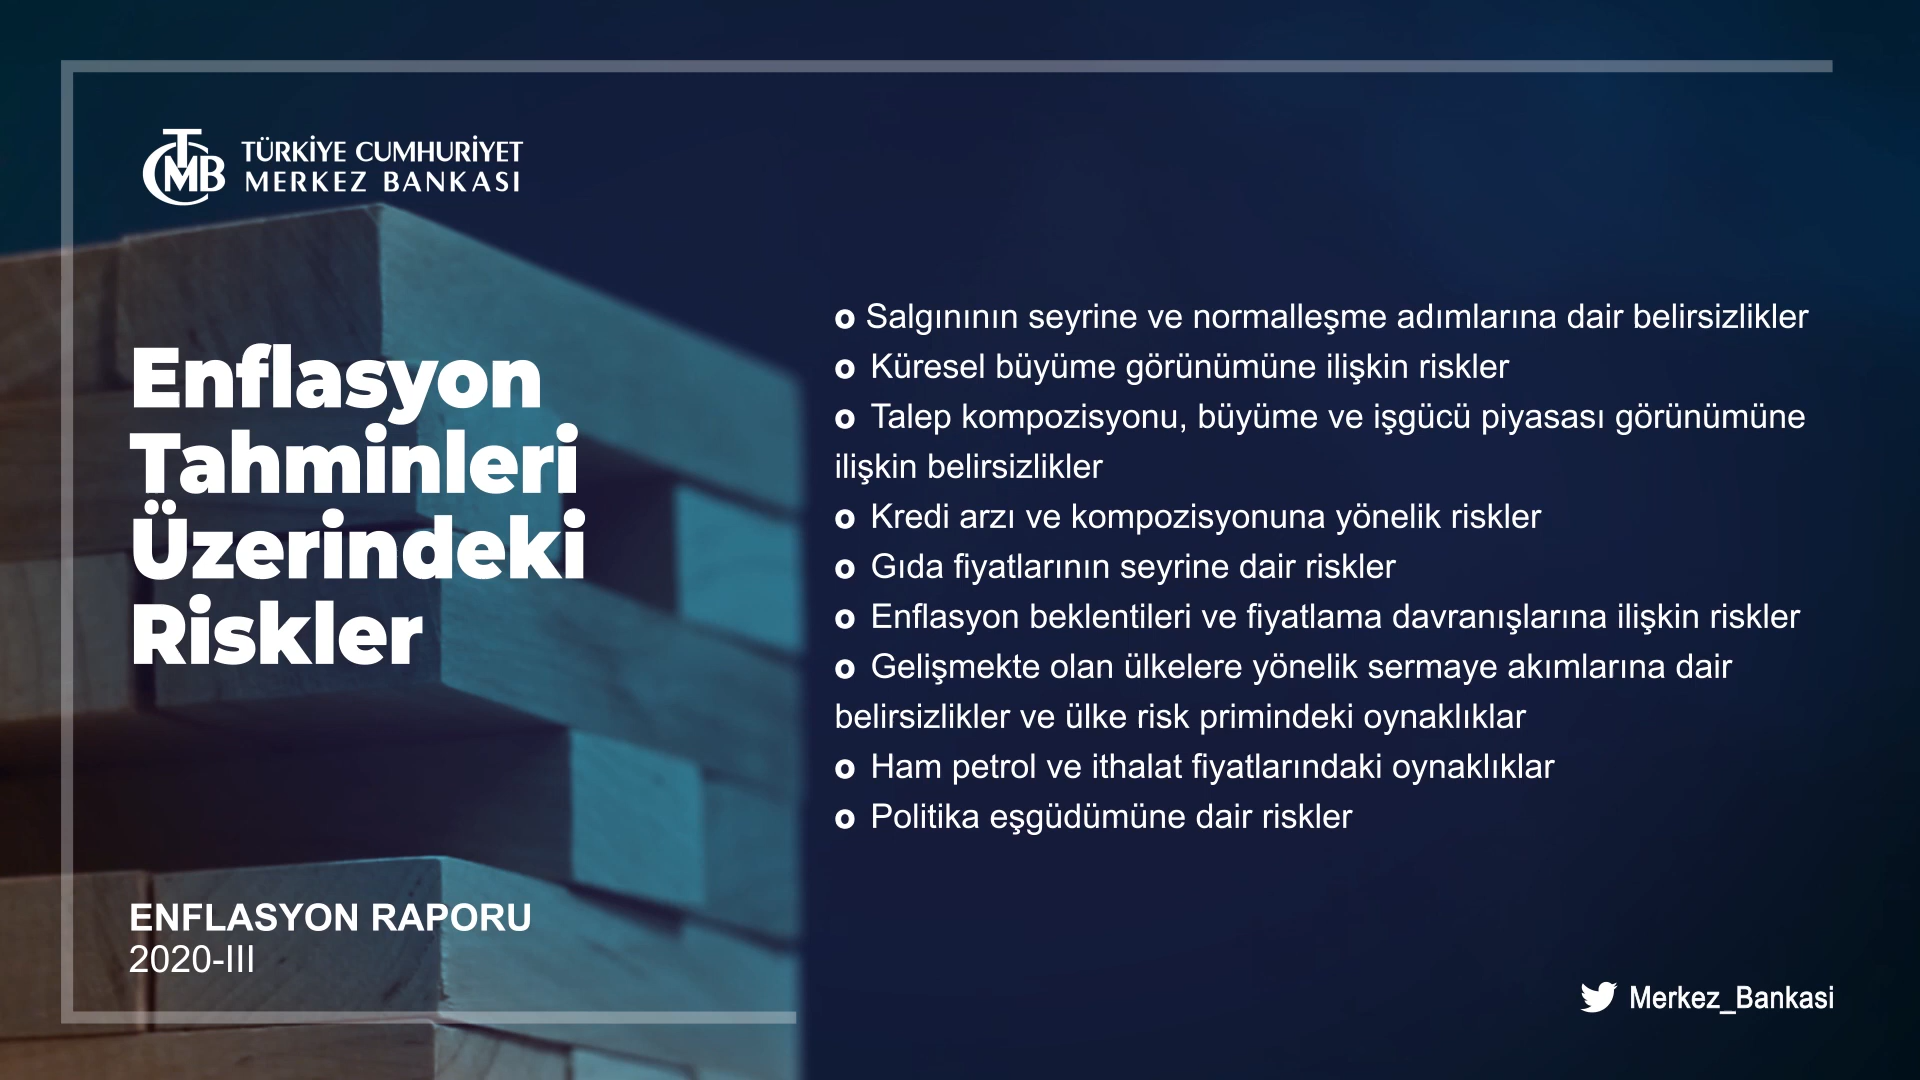 TÜRKİYE CUMHURİYET
MERKEZ BANKASI
TCMB
Enflasyon
Tahminleri
Üzerindeki
Riskler
o Salgınının seyrine ve normalleşme adımlarına dair belirsizlikler
o Küresel büyüme görünümüne ilişkin riskler
o Talep kompozisyonu, büyüme ve işgücü piyasası görünümüne
ilişkin belirsizlikler
o Kredi arzı ve kompozisyonuna yönelik riskler
o Gıda fiyatlarının seyrine dair riskler
o Enflasyon beklentileri ve fiyatlama davranışlarına ilişkin riskler
o Gelişmekte olan ülkelere yönelik sermaye akımlarına dair
belirsizlikler ve ülke risk primindeki oynaklıklar
o Ham petrol ve ithalat fiyatlarındaki oynaklıklar
o Politika eşgüdümüne dair riskler
ENFLASYON RAPORU
2020-III
Merkez_Bankasi